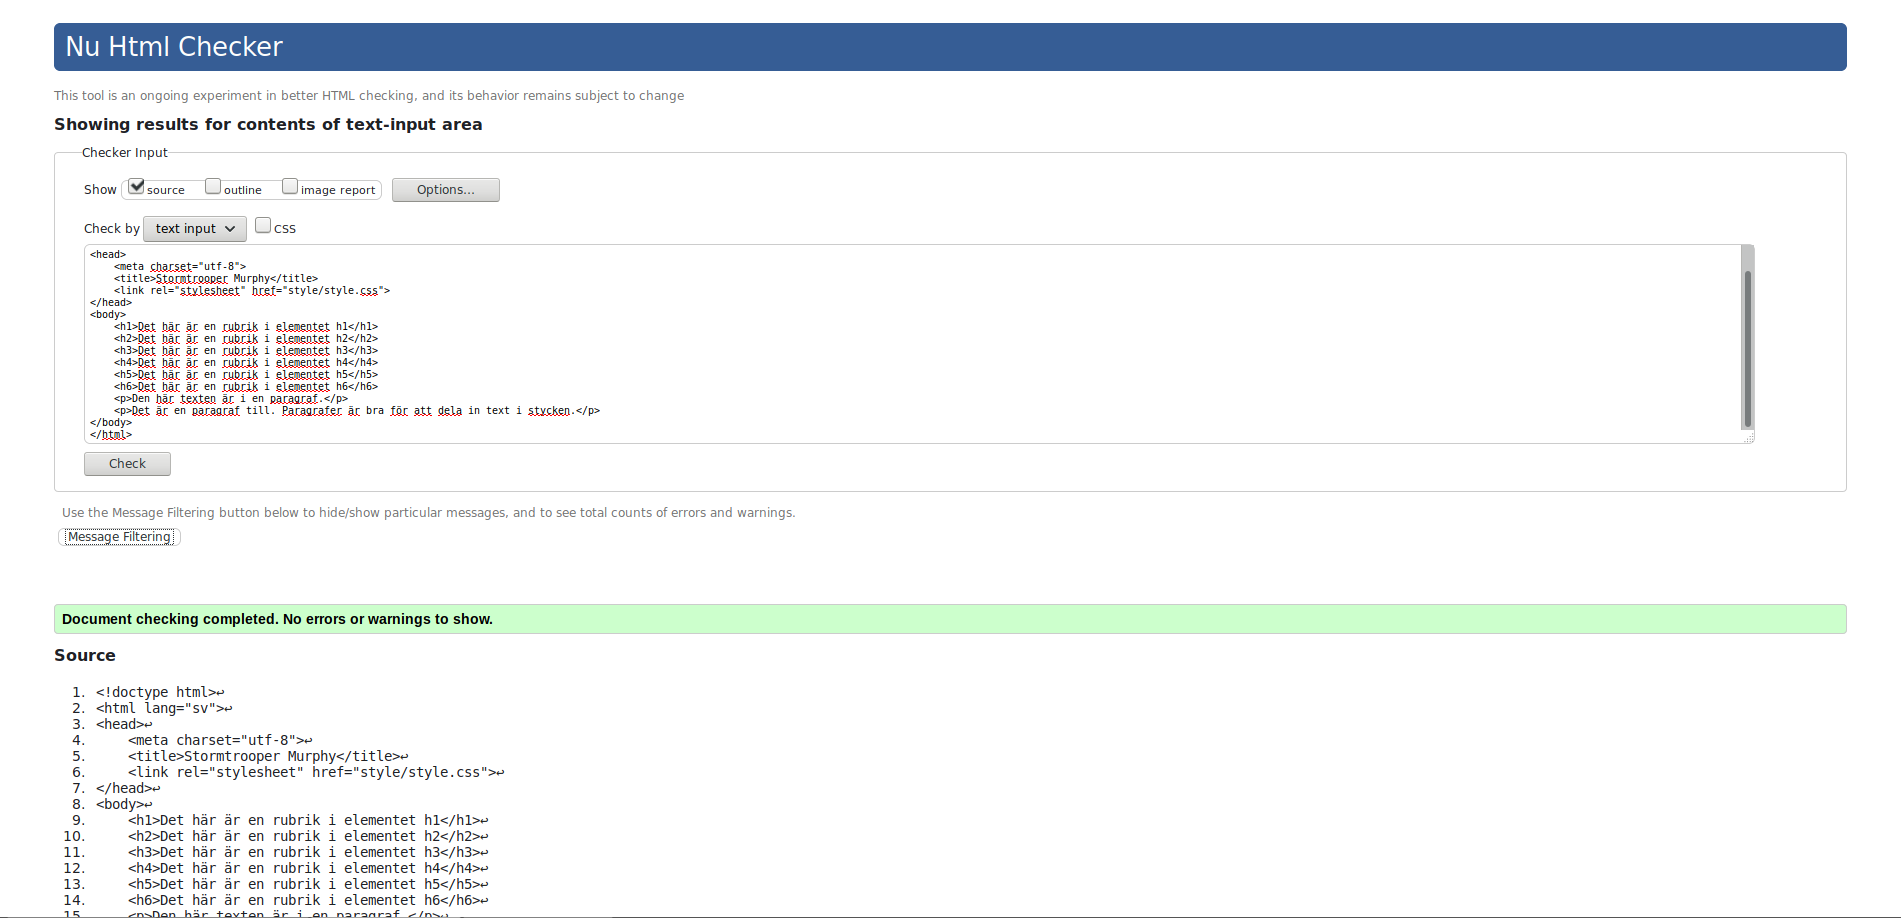 Nu Html Checker
This tool is an ongoing experiment in better HTML checking, and its behavior remains subject to change
Showing results for contents of text-input area
Checker Input
Show source outline image report Options...
Check by text input CSS
<head>
    <meta charset="utf-8">
    <title>Stormtrooper Murphy</title>
    <link rel="stylesheet" href="style/style.css">
</head>
<body>
    <h1>Det här är en rubrik i elementet h1</h1>
    <h2>Det här är en rubrik i elementet h2</h2>
    <h3>Det här är en rubrik i elementet h3</h3>
    <h4>Det här är en rubrik i elementet h4</h4>
    <h5>Det här är en rubrik i elementet h5</h5>
    <h6>Det här är en rubrik i elementet h6</h6>
    <p>Den här texten är i en paragraf.</p>
    <p>Det är en paragraf till. Paragrafer är bra för att dela in text i stycken.</p>
</body>
</html>
Check
Use the Message Filtering button below to hide/show particular messages, and to see total counts of errors and warnings.
Message Filtering
Document checking completed. No errors or warnings to show.
Source
1. <!doctype html>↩
2. <html lang="sv">↩
3. <head>↩
4.     <meta charset="utf-8">↩
5.     <title>Stormtrooper Murphy</title>↩
6.     <link rel="stylesheet" href="style/style.css">↩
7. </head>↩
8. <body>↩
9.     <h1>Det här är en rubrik i elementet h1</h1>↩
10.     <h2>Det här är en rubrik i elementet h2</h2>↩
11.     <h3>Det här är en rubrik i elementet h3</h3>↩
12.     <h4>Det här är en rubrik i elementet h4</h4>↩
13.     <h5>Det här är en rubrik i elementet h5</h5>↩
14.     <h6>Det här är en rubrik i elementet h6</h6>↩
15.     <p>Den här texten är i en paragraf.</p>↩